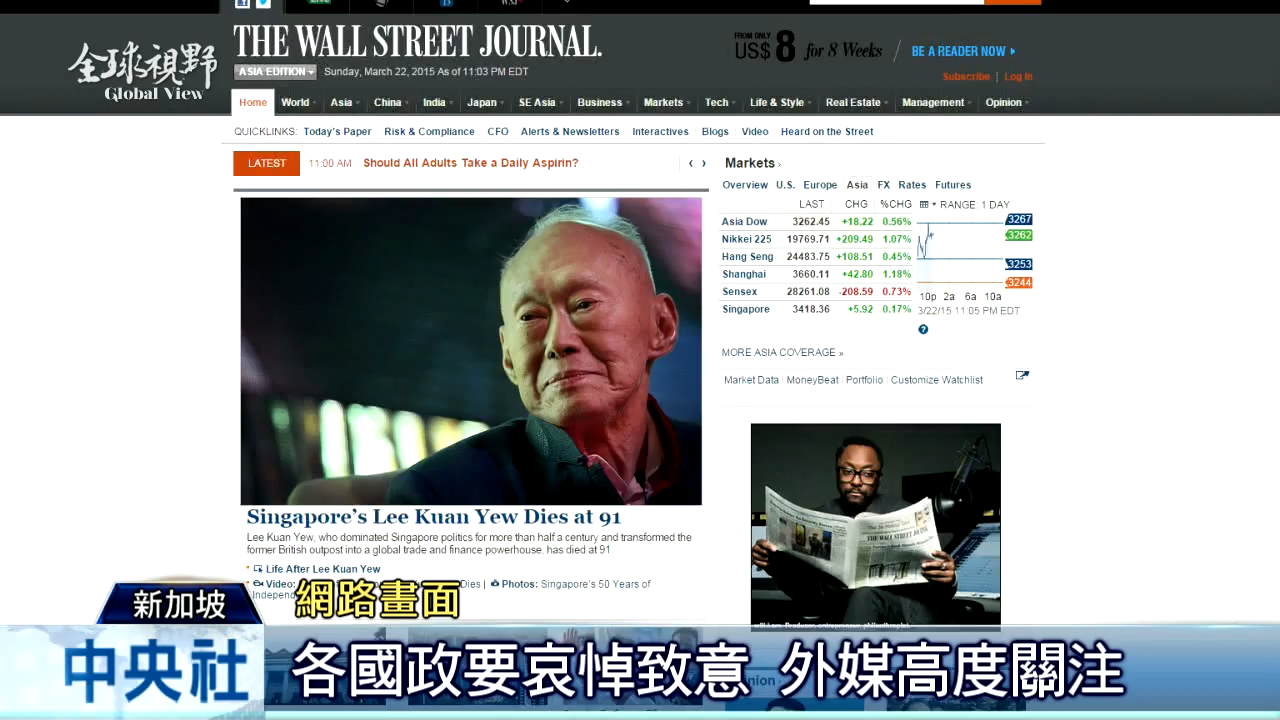 全球視野
Global View
THE WALL STREET JOURNAL.
ASIA EDITION
Sunday, March 22, 2015 As of 11:03 PM EDT
FROM ONLY
US$ 8 for 8 Weeks
BE A READER NOW
Subscribe | Log In
Home World Asia China India Japan SE Asia Business Markets Tech Life & Style Real Estate Management Opinion
QUICKLINKS: Today's Paper Risk & Compliance CFO Alerts & Newsletters Interactives Blogs Video Heard on the Street
LATEST 11:00 AM Should All Adults Take a Daily Aspirin?
Markets
Overview U.S. Europe Asia FX Rates Futures
LAST CHG %CHG RANGE: 1 DAY
Asia Dow 3262.45 +18.22 0.56%
Nikkei 225 19769.71 +209.49 1.07%
Hang Seng 24483.75 +108.51 0.45%
Shanghai 3660.11 +42.80 1.18%
Sensex 28261.08 -208.59 0.73%
Singapore 3418.36 +5.92 0.17%
3267
3262
3253
3244
10p 2a 6a 10a
3/22/15 11:05 PM EDT
MORE ASIA COVERAGE »
Market Data | MoneyBeat | Portfolio | Customize Watchlist
THE WALL STREET JOURNAL
Singapore's Lee Kuan Yew Dies at 91
Lee Kuan Yew, who dominated Singapore politics for more than half a century and transformed the
former British outpost into a global trade and finance powerhouse, has died at 91.
Life After Lee Kuan Yew
Video: Dies | Photos: Singapore's 50 Years of
網路畫面
新加坡
中央社
各國政要哀悼致意 外媒高度關注